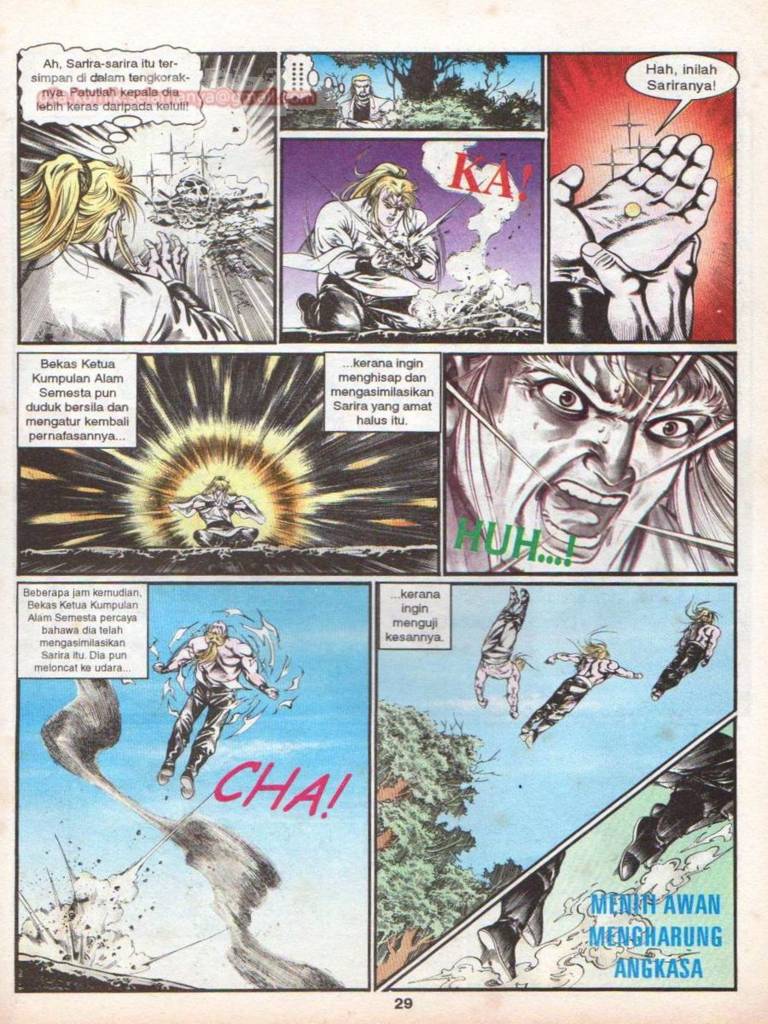 Ah, Sarira-sarira itu ter-
simpan di dalam tengkorak-
nya. Patutlah kepala dia
lebih keras daripada keluli!
!!!!
Hah, inilah
Sariranya!
KA!
Bekas Ketua
Kumpulan Alam
Semesta pun
duduk bersila dan
mengatur kembali
pernafasannya...
...kerana ingin
menghisap dan
mengasimilasikan
Sarira yang amat
halus itu.
HUH...!
Beberapa jam kemudian,
Bekas Ketua Kumpulan
Alam Semesta percaya
bahawa dia telah
mengasimilasikan
Sarira itu. Dia pun
meloncat ke udara...
...kerana
ingin
menguji
kesannya.
CHA!
MENITI AWAN
MENGHARUNG
ANGKASA
29